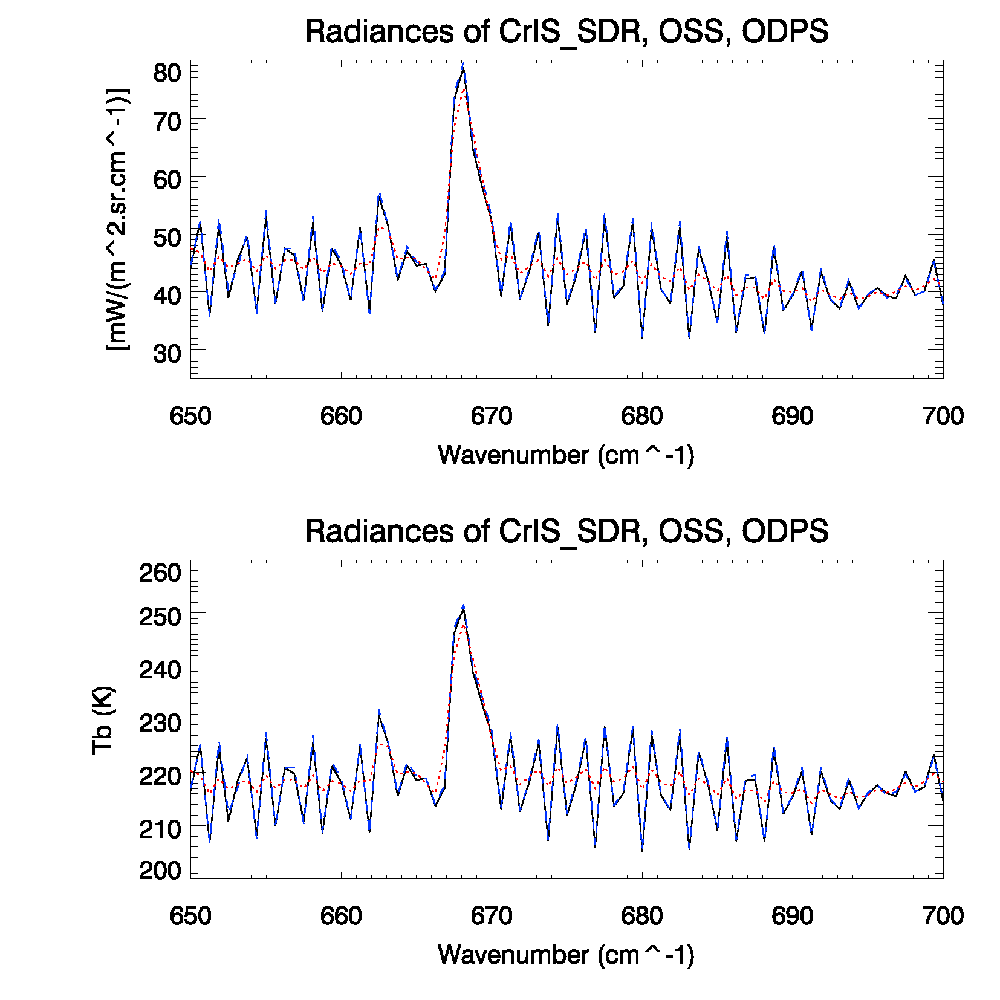 Radiances of CrIS_SDR, OSS, ODPS
80
70
60
50
40
30
[mW/(m^2.sr.cm^-1)]
650 660 670 680 690 700
Wavenumber (cm^-1)
Radiances of CrIS_SDR, OSS, ODPS
260
250
240
230
220
210
200
Tb (K)
650 660 670 680 690 700
Wavenumber (cm^-1)